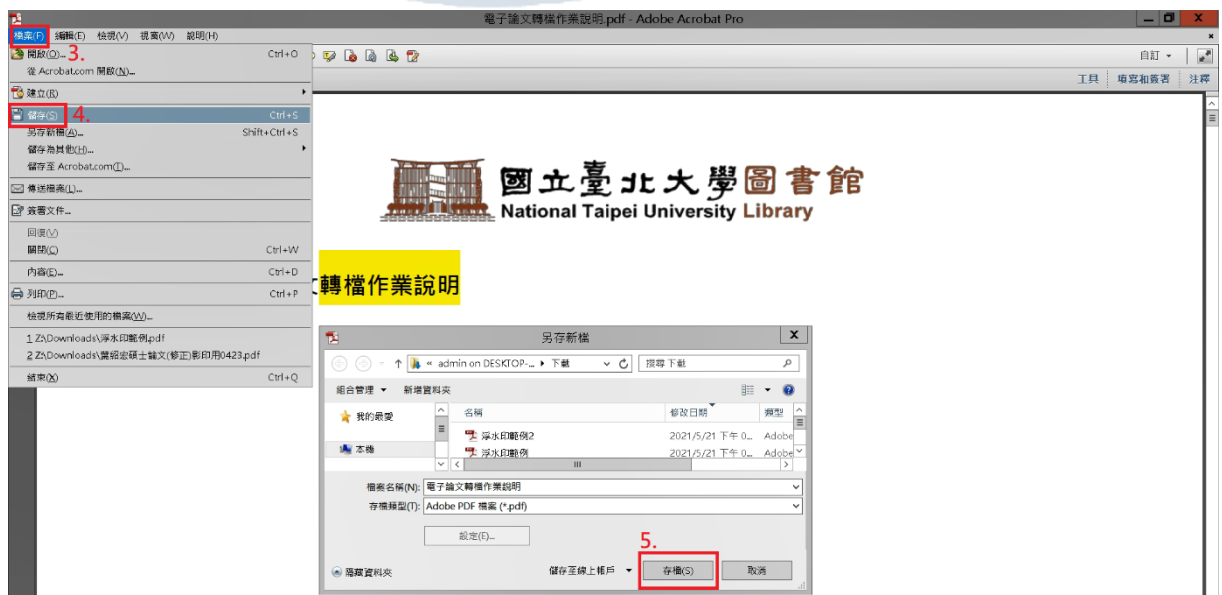 電子論文轉檔作業說明.pdf - Adobe Acrobat Pro
檔案(F) 編輯(E) 檢視(V) 視窗(W) 說明(H)
3.
開啟(O)... Ctrl+O
從 Acrobat.com 開啟(N)...
自訂
工具 填寫和簽署 注釋
建立(R)
儲存(S) 4. Ctrl+S
另存新檔(A)... Shift+Ctrl+S
儲存為其他(H)...
儲存至 Acrobat.com(T)...
傳送檔案(L)...
簽署文件...
回復(V)
關閉(C) Ctrl+W
內容(E)... Ctrl+D
列印(P)... Ctrl+P
檢視所有最近使用的檔案(W)...
1 Z:\Downloads\浮水印範例.pdf
2 Z:\Downloads\葉紹宏碩士論文(修正)影印用0423.pdf
結束(X) Ctrl+Q
國立臺北大學圖書館
National Taipei University Library
轉檔作業說明
另存新檔
« admin on DESKTOP-... 下載 搜尋 下載
組合管理 新增資料夾
我的最愛
本機
名稱 修改日期 類型
浮水印範例2 2021/5/21 下午 0... Adobe
浮水印範例 2021/5/21 下午 0... Adobe
檔案名稱(N): 電子論文轉檔作業說明
存檔類型(T): Adobe PDF 檔案 (*.pdf)
設定(E)...
5.
隱藏資料夾 儲存至線上帳戶 存檔(S) 取消